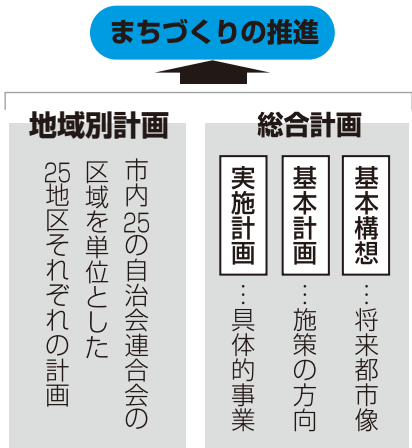 まちづくりの推進
総合計画
基本構想…将来都市像
基本計画…施策の方向
実施計画…具体的事業
地域別計画
市内25の自治会連合会の
区域を単位とした
25地区それぞれの計画